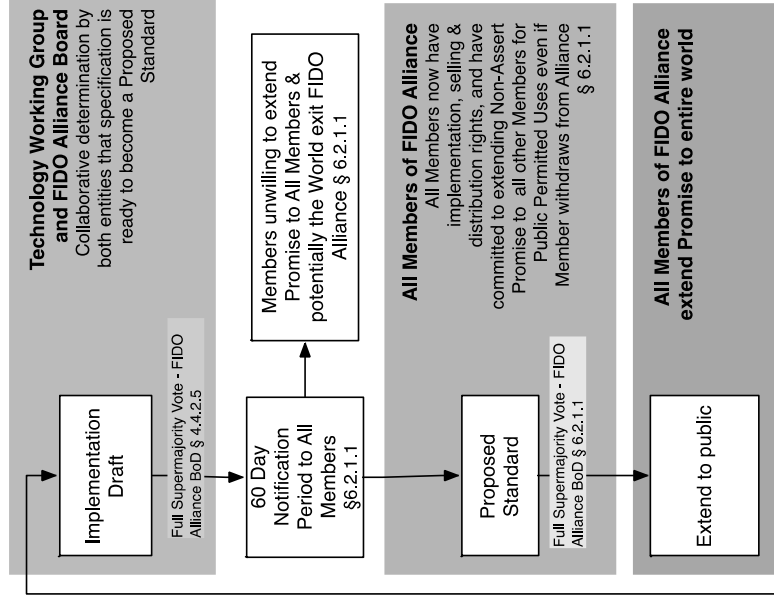 Technology Working Group
and FIDO Alliance Board
Collaborative determination by
both entities that specification is
ready to become a Proposed
Standard
Implementation
Draft
Full Supermajority Vote - FIDO
Alliance BoD § 4.4.2.5
60 Day
Notification
Period to All
Members
§6.2.1.1
Members unwilling to extend
Promise to All Members &
potentially the World exit FIDO
Alliance § 6.2.1.1
All Members of FIDO Alliance
All Members now have
implementation, selling &
distribution rights, and have
committed to extending Non-Assert
Promise to all other Members for
Public Permitted Uses even if
Member withdraws from Alliance
§ 6.2.1.1
Proposed
Standard
Full Supermajority Vote - FIDO
Alliance BoD § 6.2.1.1
All Members of FIDO Alliance
extend Promise to entire world
Extend to public